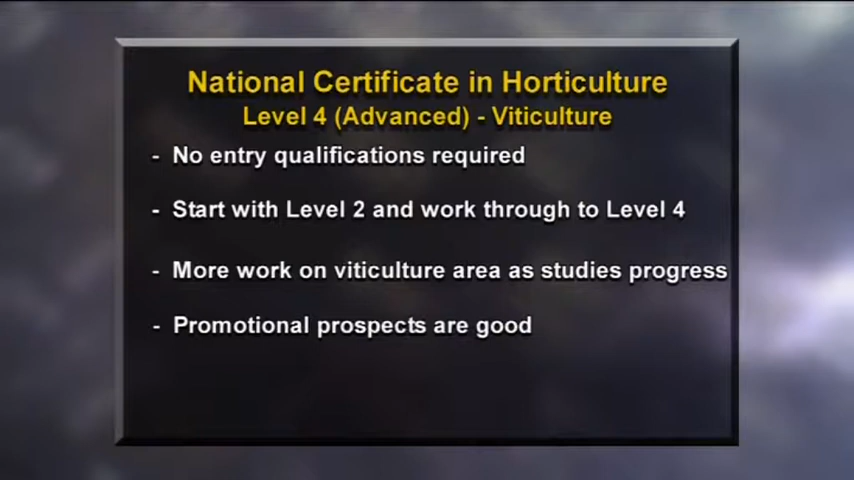 National Certificate in Horticulture
Level 4 (Advanced) - Viticulture
- No entry qualifications required
- Start with Level 2 and work through to Level 4
- More work on viticulture area as studies progress
- Promotional prospects are good